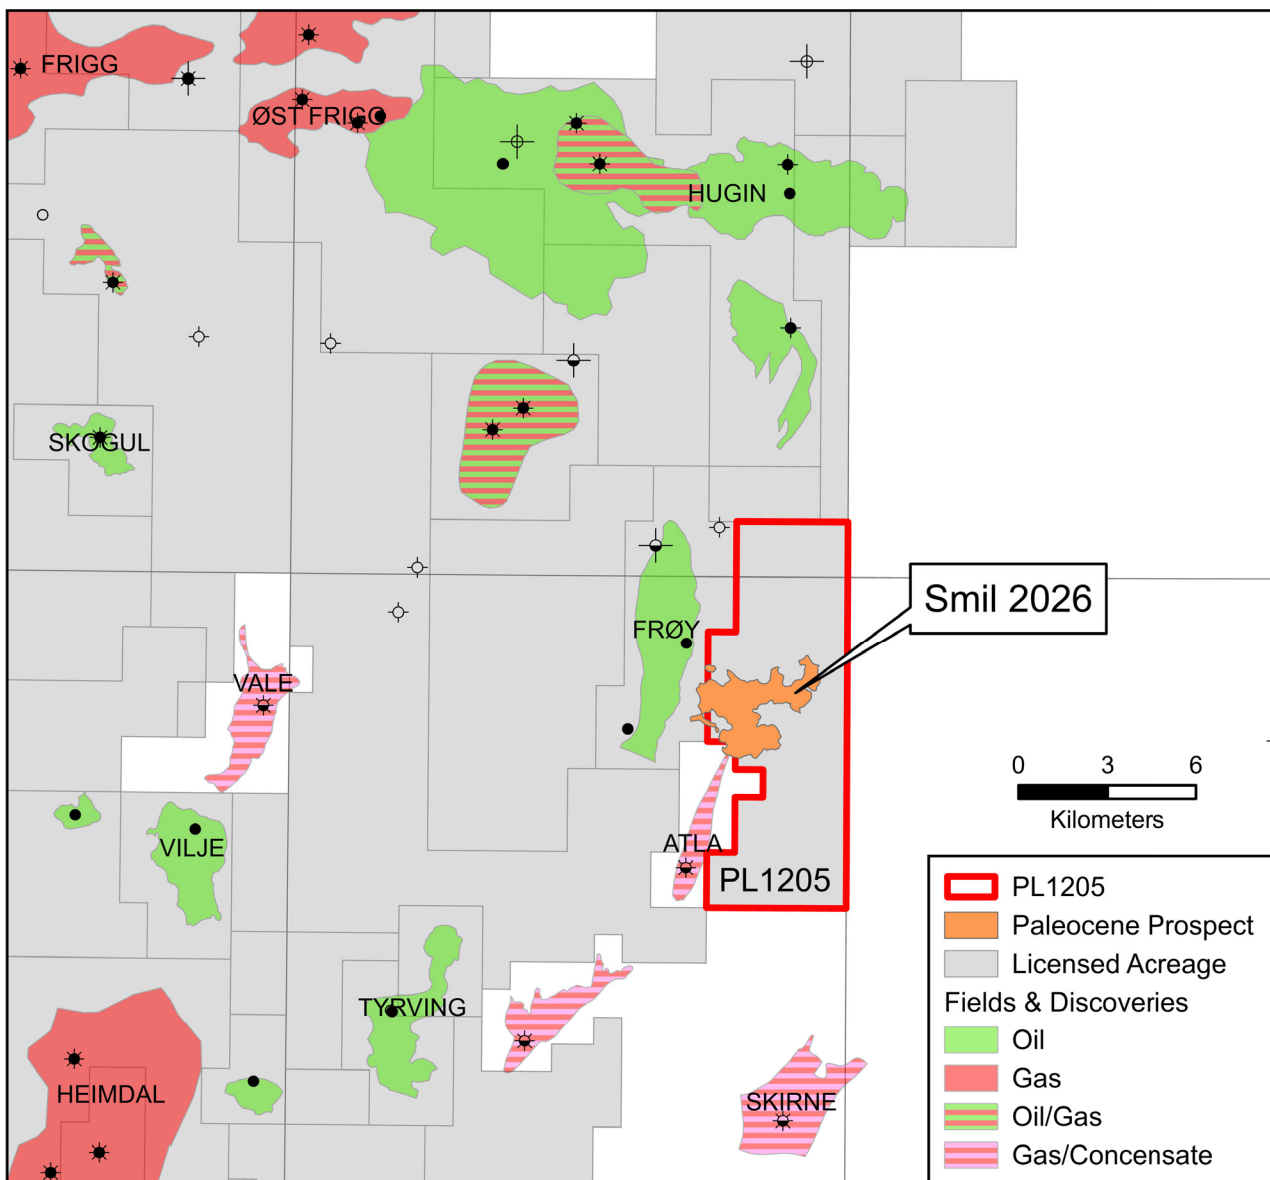 FRIGG
ØST FRIGG
HUGIN
SKOGUL
FRØY
Smil 2026
VALE
0 3 6
Kilometers
VILJE
ATLA
PL1205
TYRVING
HEIMDAL
SKIRNE
PL1205
Paleocene Prospect
Licensed Acreage
Fields & Discoveries
Oil
Gas
Oil/Gas
Gas/Concensate